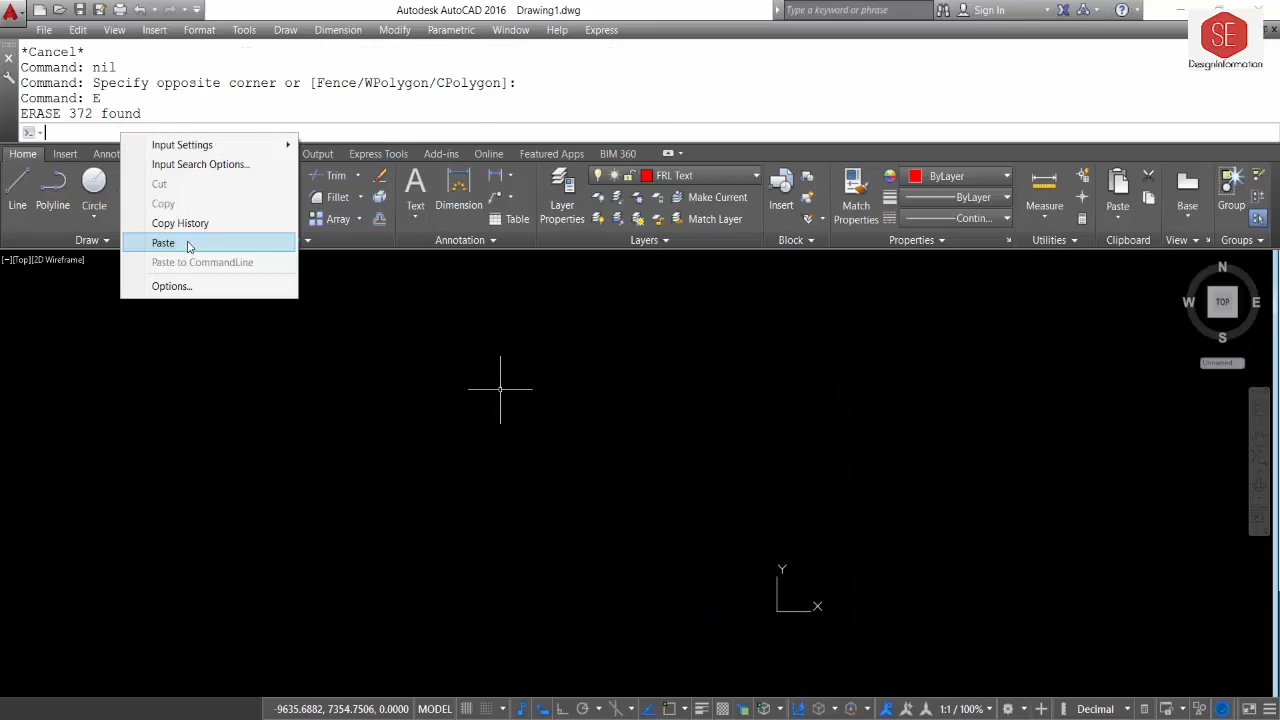 Autodesk AutoCAD 2016 Drawing1.dwg
Type a keyword or phrase
Sign In
SE
DesignInformation
File Edit View Insert Format Tools Draw Dimension Modify Parametric Window Help Express
*Cancel*
Command: nil
Command: Specify opposite corner or [Fence/WPolygon/CPolygon]:
Command: E
ERASE 372 found
Input Settings
Input Search Options...
Cut
Copy
Copy History
Paste
Paste to CommandLine
Options...
Home Insert Output Express Tools Add-ins Online Featured Apps BIM 360
Trim
Fillet
Array
Line Polyline Circle
Text Dimension
Table
Layer Properties
FRL Text
Make Current
Match Layer
Insert
Match Properties
ByLayer
ByLayer
Contin...
Measure
Paste
Base
Group
Draw Annotation Layers Block Properties Utilities Clipboard View Groups
[−][Top][2D Wireframe]
N
W TOP E
S
Unnamed
Y
X
-9635.6882, 7354.7506, 0.0000 MODEL 1:1 / 100% Decimal